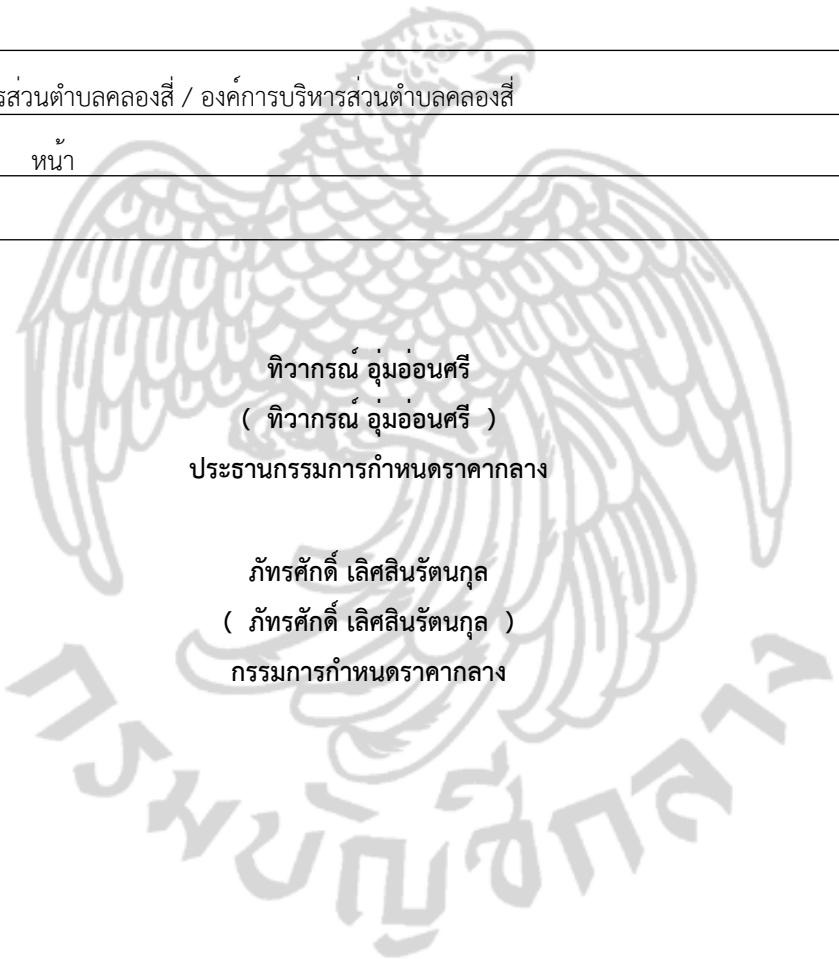 รส่วนตำบลคลองสี่ / องค์การบริหารส่วนตำบลคลองสี่
หน้า
ทิวากรณ์ อุ่มอ่อนศรี
( ทิวากรณ์ อุ่มอ่อนศรี )
ประธานกรรมการกำหนดราคากลาง
ภัทรศักดิ์ เลิศสินรัตนกุล
( ภัทรศักดิ์ เลิศสินรัตนกุล )
กรรมการกำหนดราคากลาง
กรมบัญชีกลาง